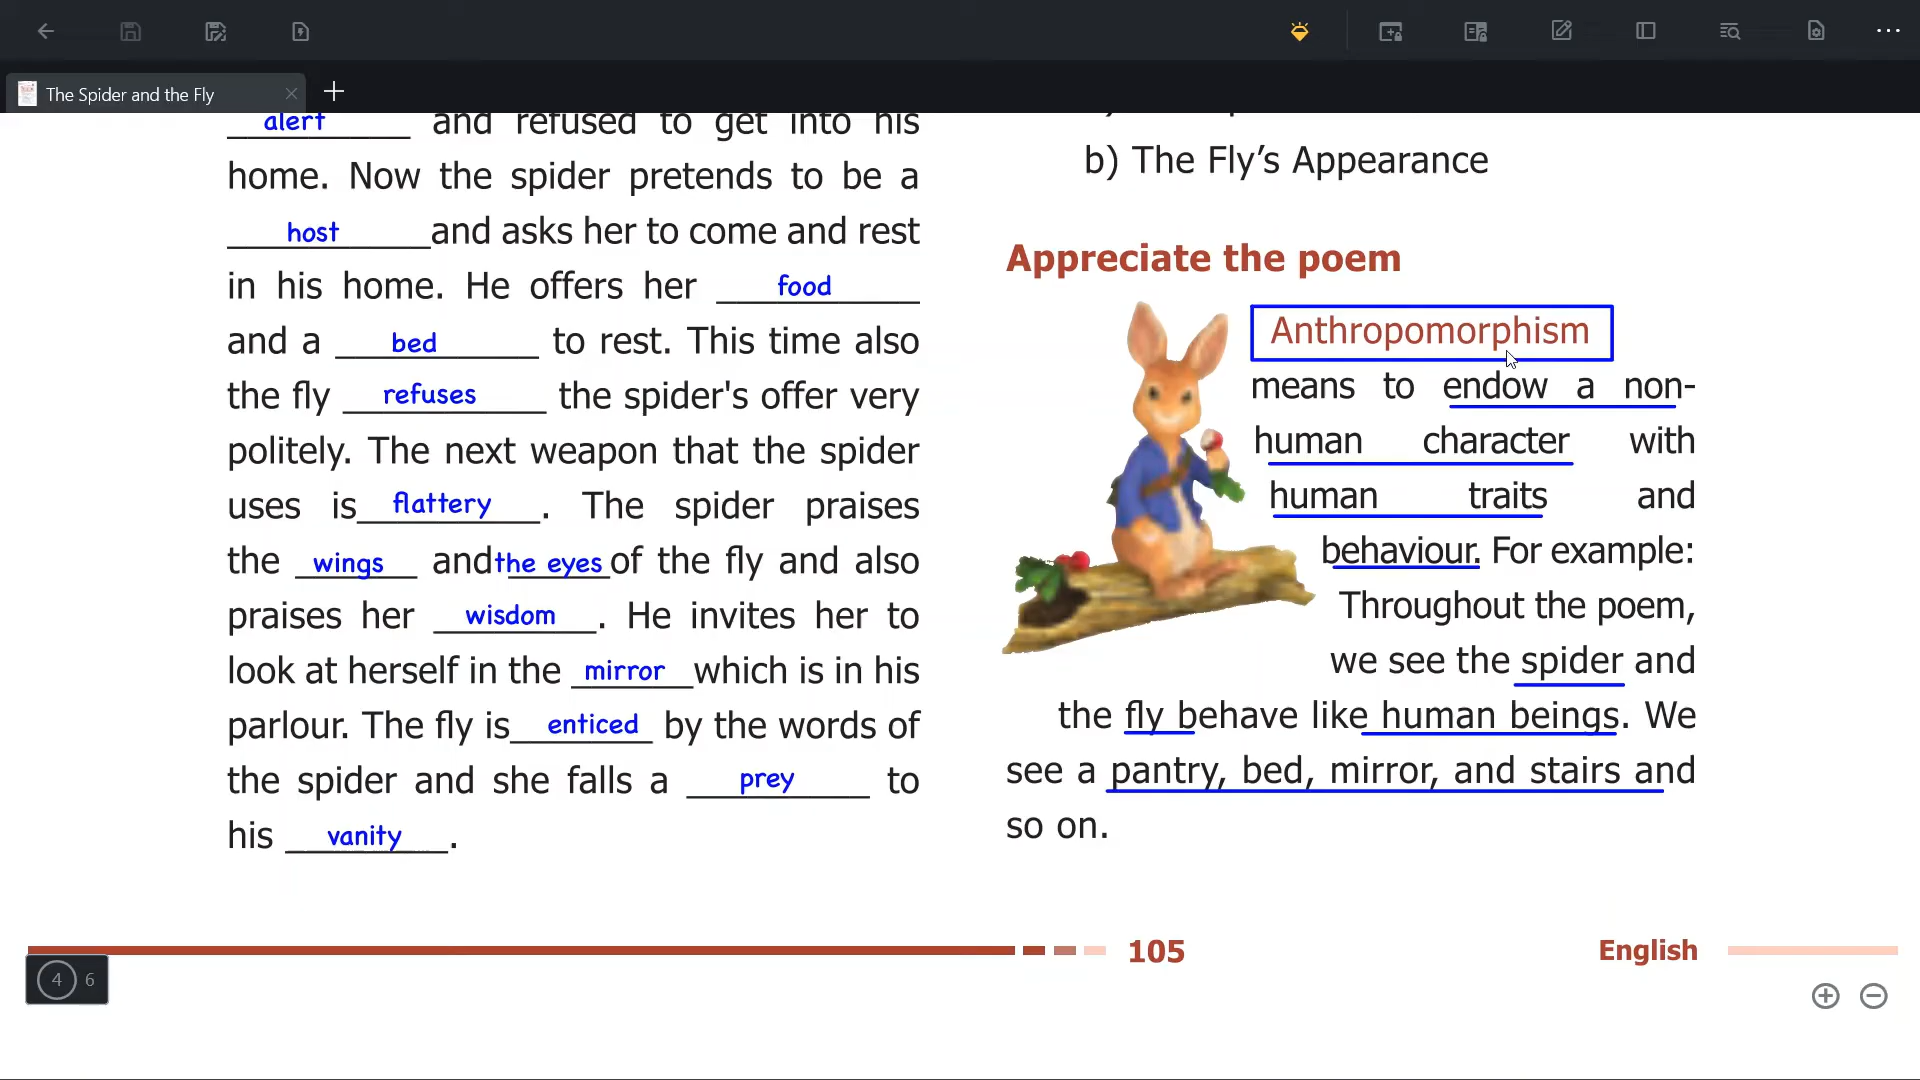 The Spider and the Fly
alert and refused to get into his
home. Now the spider pretends to be a
host and asks her to come and rest
in his home. He offers her food
and a bed to rest. This time also
the fly refuses the spider's offer very
politely. The next weapon that the spider
uses is flattery. The spider praises
the wings and the eyes of the fly and also
praises her wisdom. He invites her to
look at herself in the mirror which is in his
parlour. The fly is enticed by the words of
the spider and she falls a prey to
his vanity.
b) The Fly’s Appearance
Appreciate the poem
Anthropomorphism
means to endow a non-
human character with
human traits and
behaviour. For example:
Throughout the poem,
we see the spider and
the fly behave like human beings. We
see a pantry, bed, mirror, and stairs and
so on.
105
English
4 6